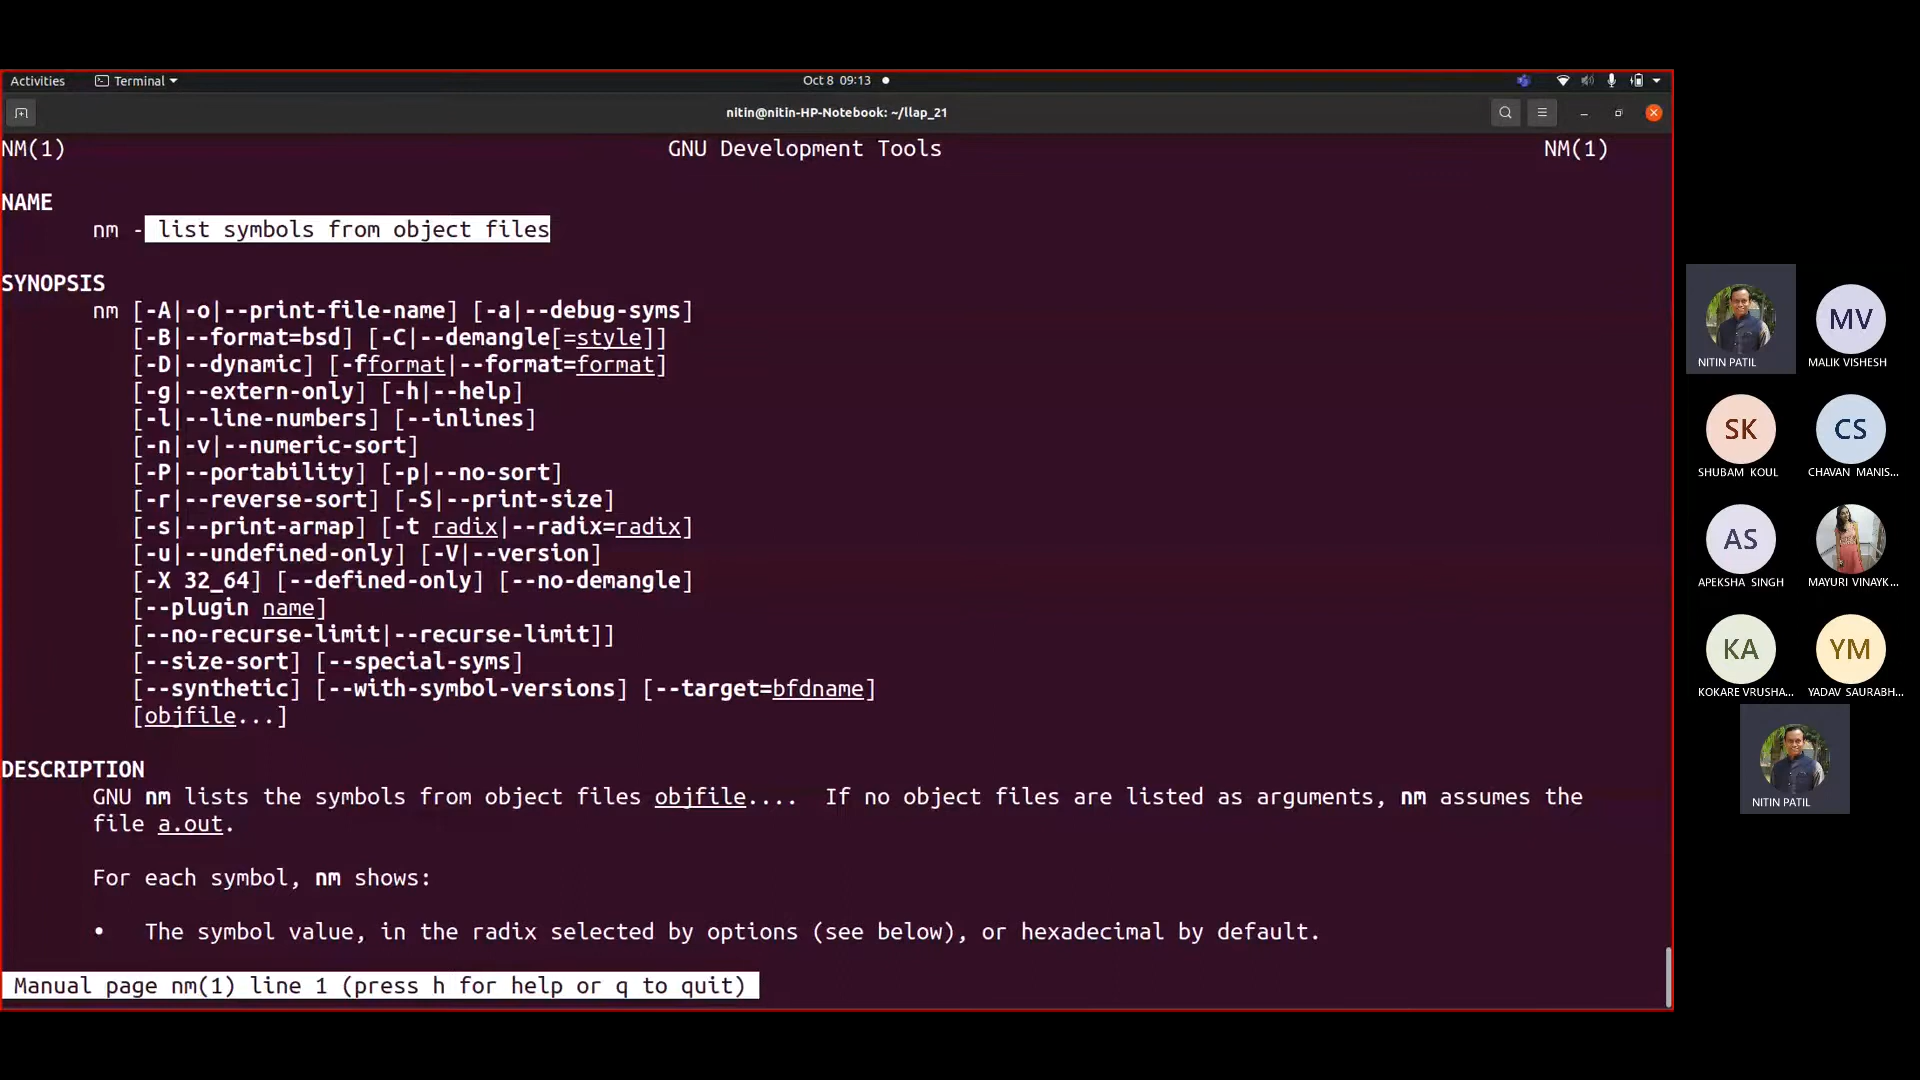 Activities
Terminal
Oct 8 09:13
nitin@nitin-HP-Notebook: ~/llap_21
NM(1) GNU Development Tools NM(1)
NAME
nm - list symbols from object files
SYNOPSIS
nm [-A|-o|--print-file-name] [-a|--debug-syms]
[-B|--format=bsd] [-C|--demangle[=style]]
[-D|--dynamic] [-fformat|--format=format]
[-g|--extern-only] [-h|--help]
[-l|--line-numbers] [--inlines]
[-n|-v|--numeric-sort]
[-P|--portability] [-p|--no-sort]
[-r|--reverse-sort] [-S|--print-size]
[-s|--print-armap] [-t radix|--radix=radix]
[-u|--undefined-only] [-V|--version]
[-X 32_64] [--defined-only] [--no-demangle]
[--plugin name]
[--no-recurse-limit|--recurse-limit]]
[--size-sort] [--special-syms]
[--synthetic] [--with-symbol-versions] [--target=bfdname]
[objfile...]
DESCRIPTION
GNU nm lists the symbols from object files objfile.... If no object files are listed as arguments, nm assumes the
file a.out.
For each symbol, nm shows:
• The symbol value, in the radix selected by options (see below), or hexadecimal by default.
Manual page nm(1) line 1 (press h for help or q to quit)
NITIN PATIL
MV
MALIK VISHESH
SK
SHUBAM KOUL
CS
CHAVAN MANIS...
AS
APEKSHA SINGH
MAYURI VINAYK...
KA
KOKARE VRUSHA...
YM
YADAV SAURABH...
NITIN PATIL